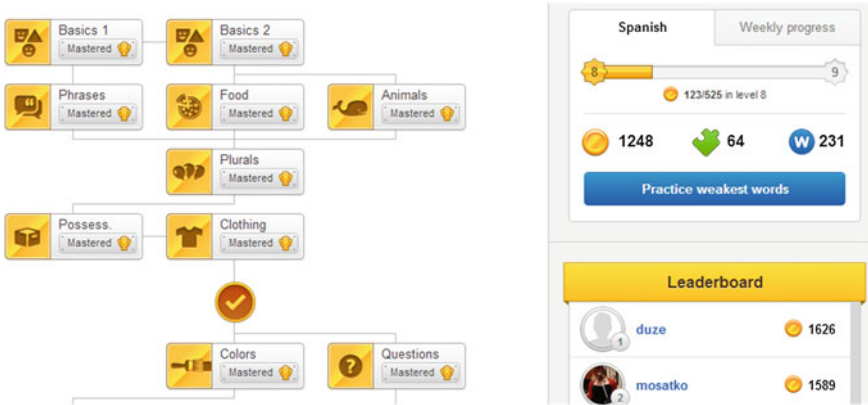 Basics 1
Mastered
Basics 2
Mastered
Phrases
Mastered
Food
Mastered
Animals
Mastered
Plurals
Mastered
Possess.
Mastered
Clothing
Mastered
Colors
Mastered
Questions
Mastered
?
Spanish
Weekly progress
8
9
123/525 in level 8
1248
64
W 231
Practice weakest words
Leaderboard
1
duze
1626
2
mosatko
1589